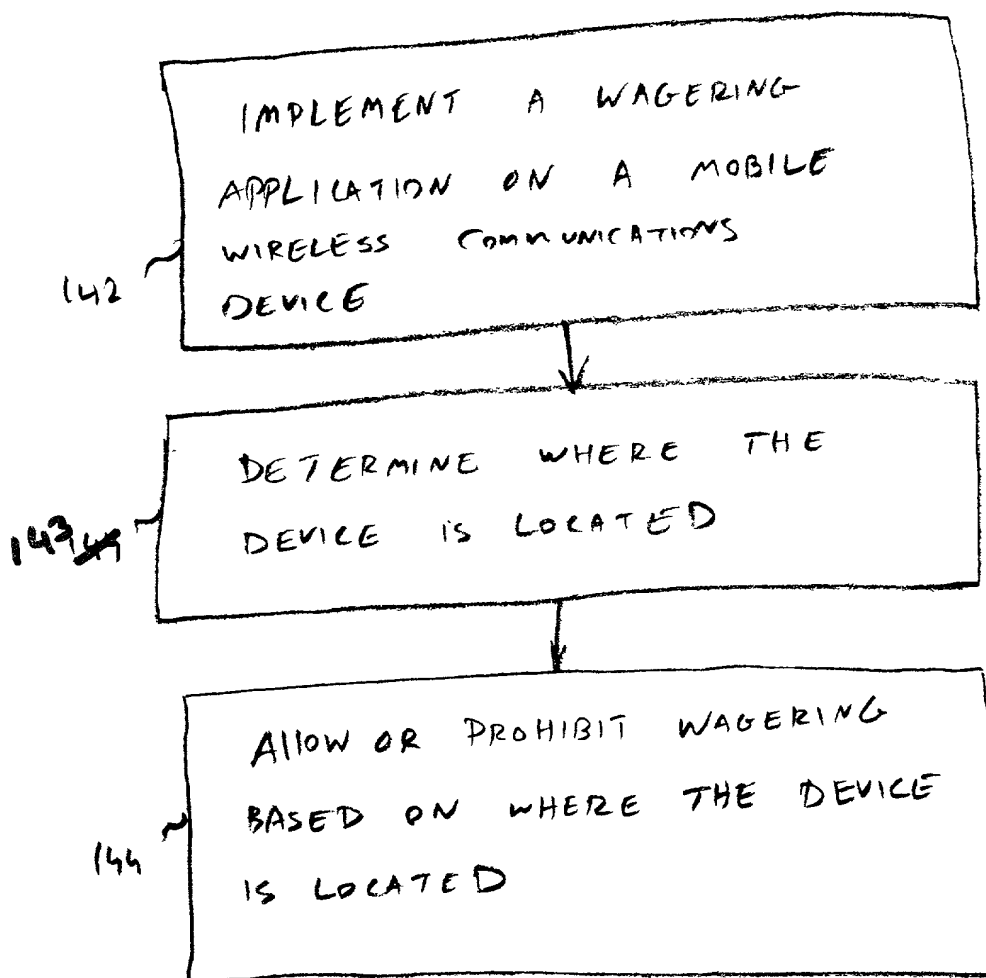 IMPLEMENT A WAGERING
APPLICATION ON A MOBILE
WIRELESS COMMUNICATIONS
DEVICE
142
DETERMINE WHERE THE
DEVICE IS LOCATED
143
ALLOW OR PROHIBIT WAGERING
BASED ON WHERE THE DEVICE
IS LOCATED
144